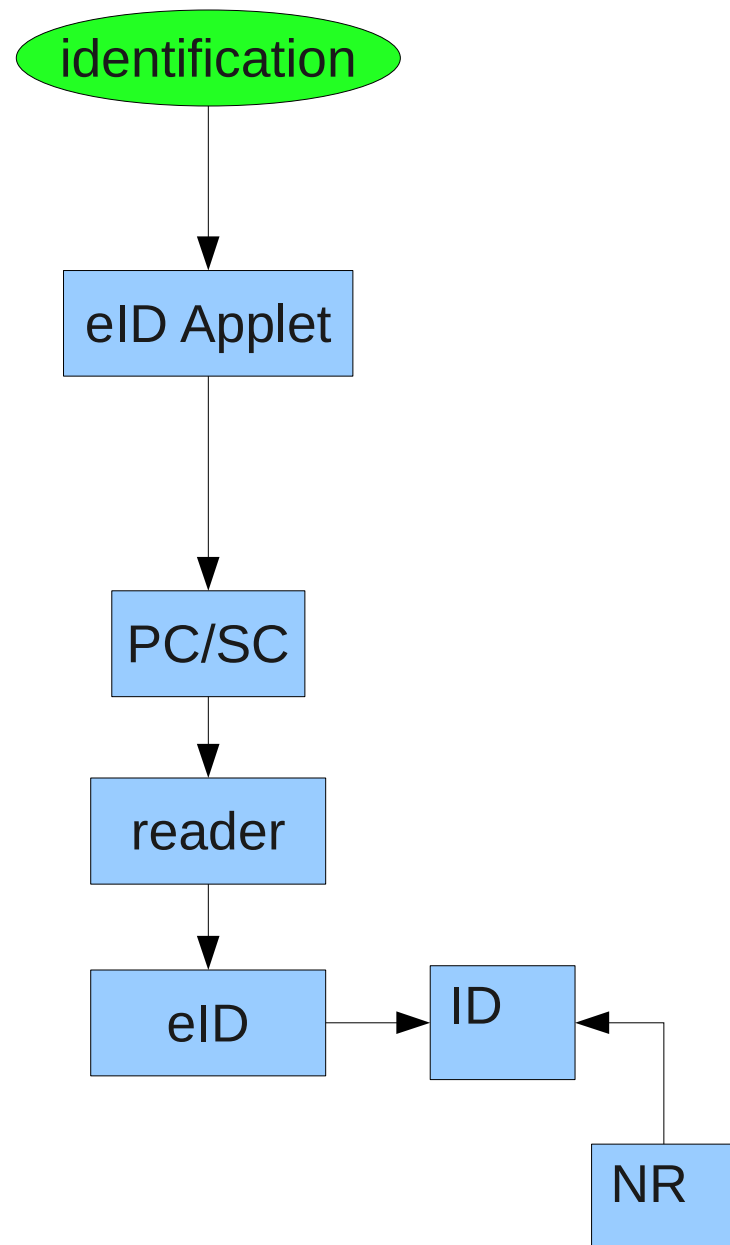 identification
eID Applet
PC/SC
reader
eID
ID
NR